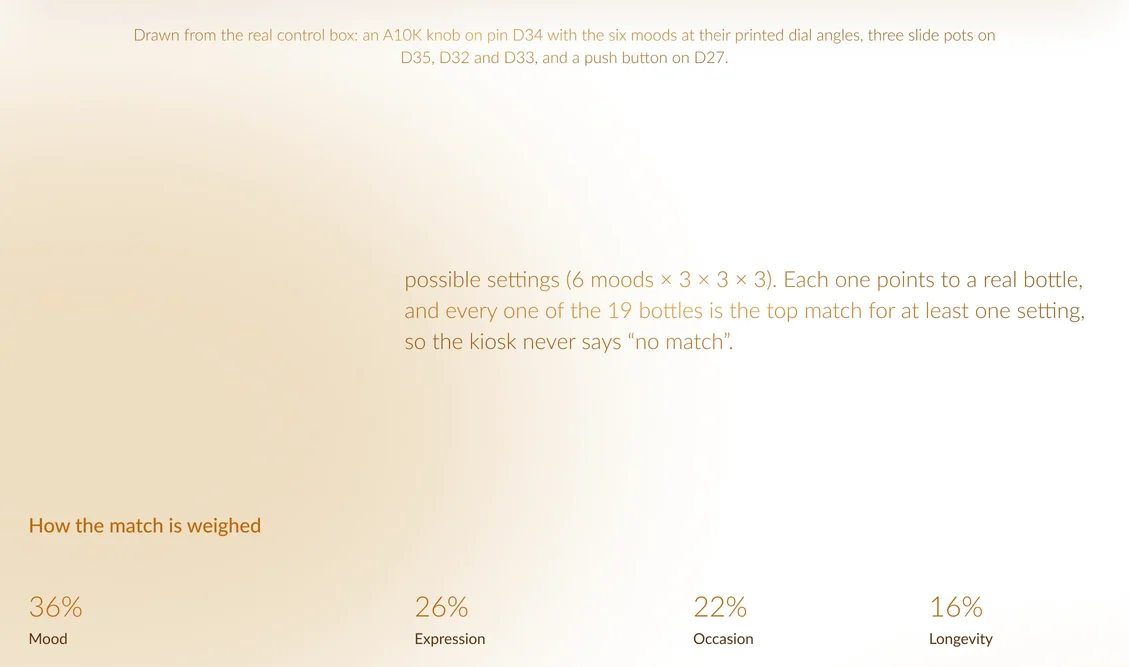 Drawn from the real control box: an A10K knob on pin D34 with the six moods at their printed dial angles, three slide pots on
D35, D32 and D33, and a push button on D27.
possible settings (6 moods × 3 × 3 × 3). Each one points to a real bottle,
and every one of the 19 bottles is the top match for at least one setting,
so the kiosk never says “no match”.
How the match is weighed
36%
Mood
26%
Expression
22%
Occasion
16%
Longevity